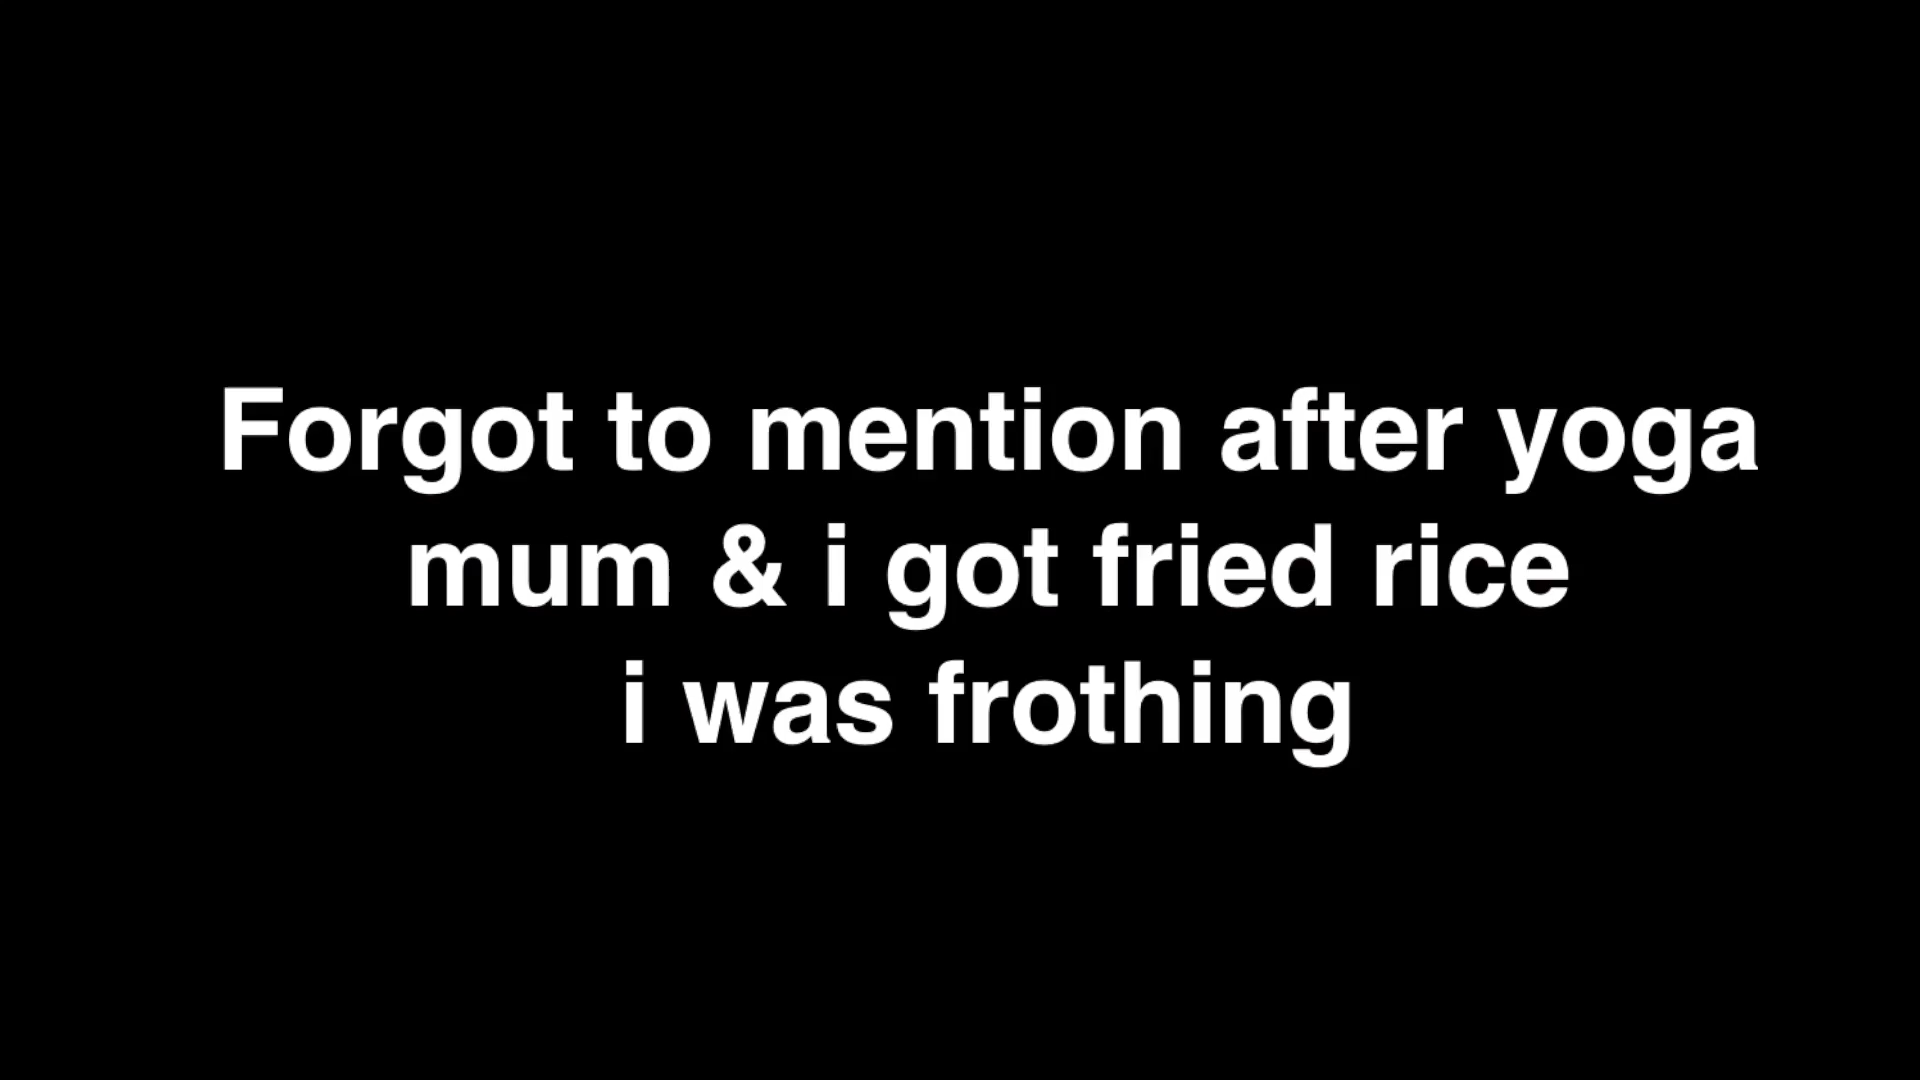 Forgot to mention after yoga
mum & i got fried rice
i was frothing